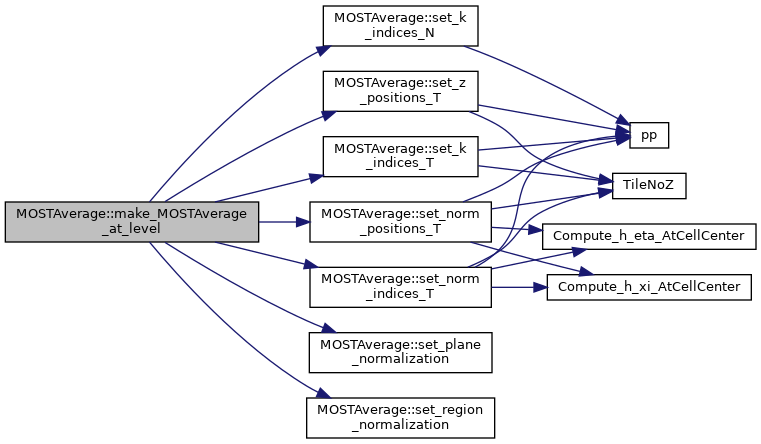 MOSTAverage::make_MOSTAverage
_at_level
MOSTAverage::set_k
_indices_N
MOSTAverage::set_z
_positions_T
MOSTAverage::set_k
_indices_T
MOSTAverage::set_norm
_positions_T
MOSTAverage::set_norm
_indices_T
MOSTAverage::set_plane
_normalization
MOSTAverage::set_region
_normalization
pp
TileNoZ
Compute_h_eta_AtCellCenter
Compute_h_xi_AtCellCenter